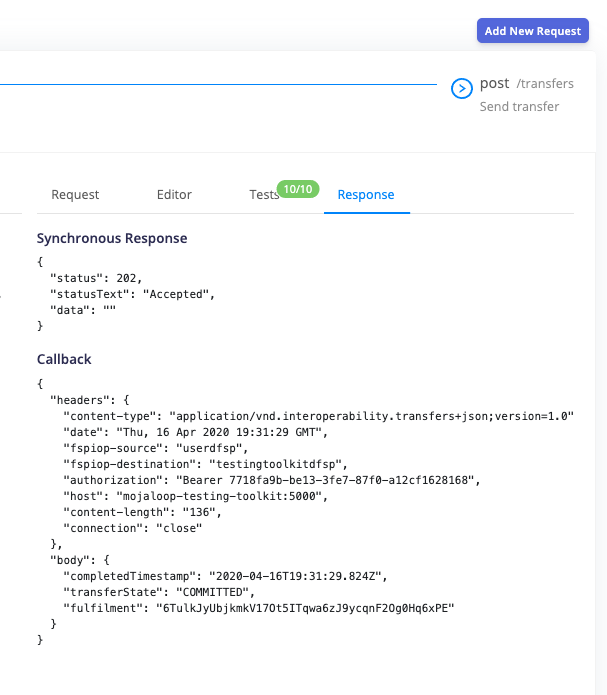 Add New Request
post /transfers
Send transfer
Request Editor Tests 10/10 Response
Synchronous Response
{
"status": 202,
"statusText": "Accepted",
"data": ""
}
Callback
{
"headers": {
"content-type": "application/vnd.interoperability.transfers+json;version=1.0"
"date": "Thu, 16 Apr 2020 19:31:29 GMT",
"fspiop-source": "userdfsp",
"fspiop-destination": "testingtoolkitdfsp",
"authorization": "Bearer 7718fa9b-be13-3fe7-87f0-a12cf1628168",
"host": "mojaloop-testing-toolkit:5000",
"content-length": "136",
"connection": "close"
},
"body": {
"completedTimestamp": "2020-04-16T19:31:29.824Z",
"transferState": "COMMITTED",
"fulfilment": "6TulkJyUbjkmkV17Ot5ITqwa6zJ9ycqnF2Og0Hq6xPE"
}
}